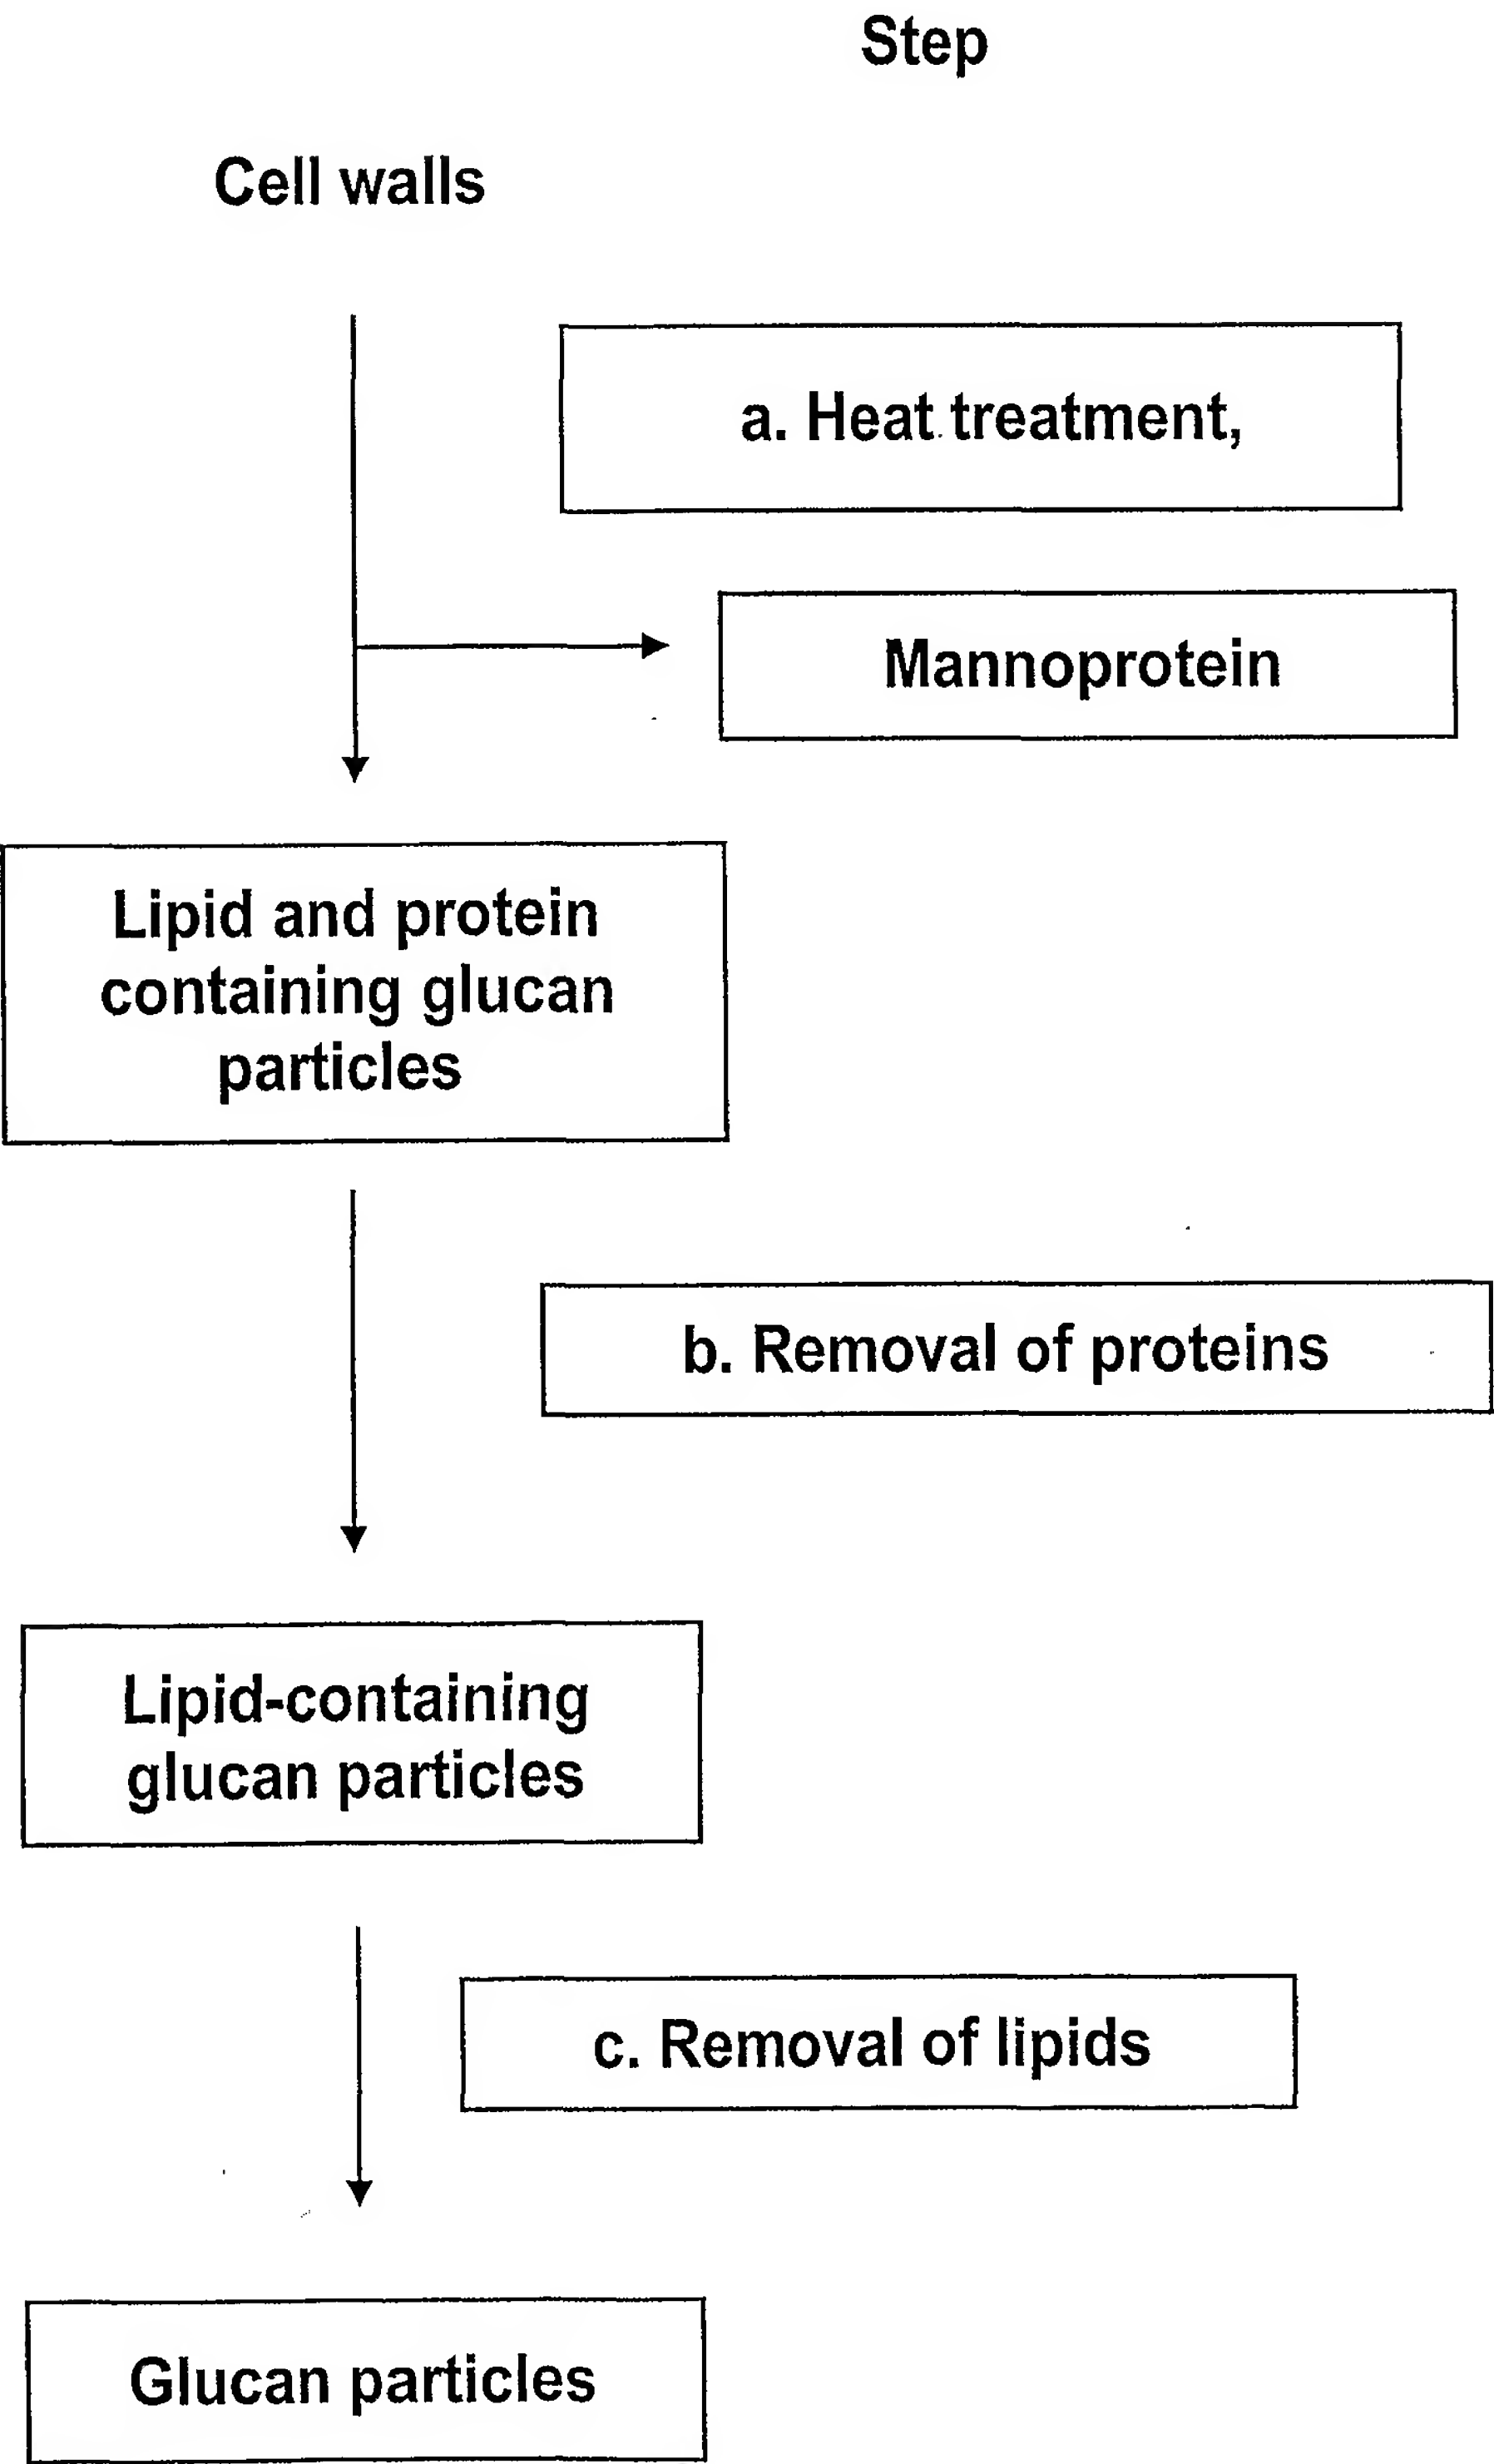 Step
Cell walls
a. Heat treatment,
Mannoprotein
Lipid and protein
containing glucan
particles
b. Removal of proteins
Lipid-containing
glucan particles
c. Removal of lipids
Glucan particles